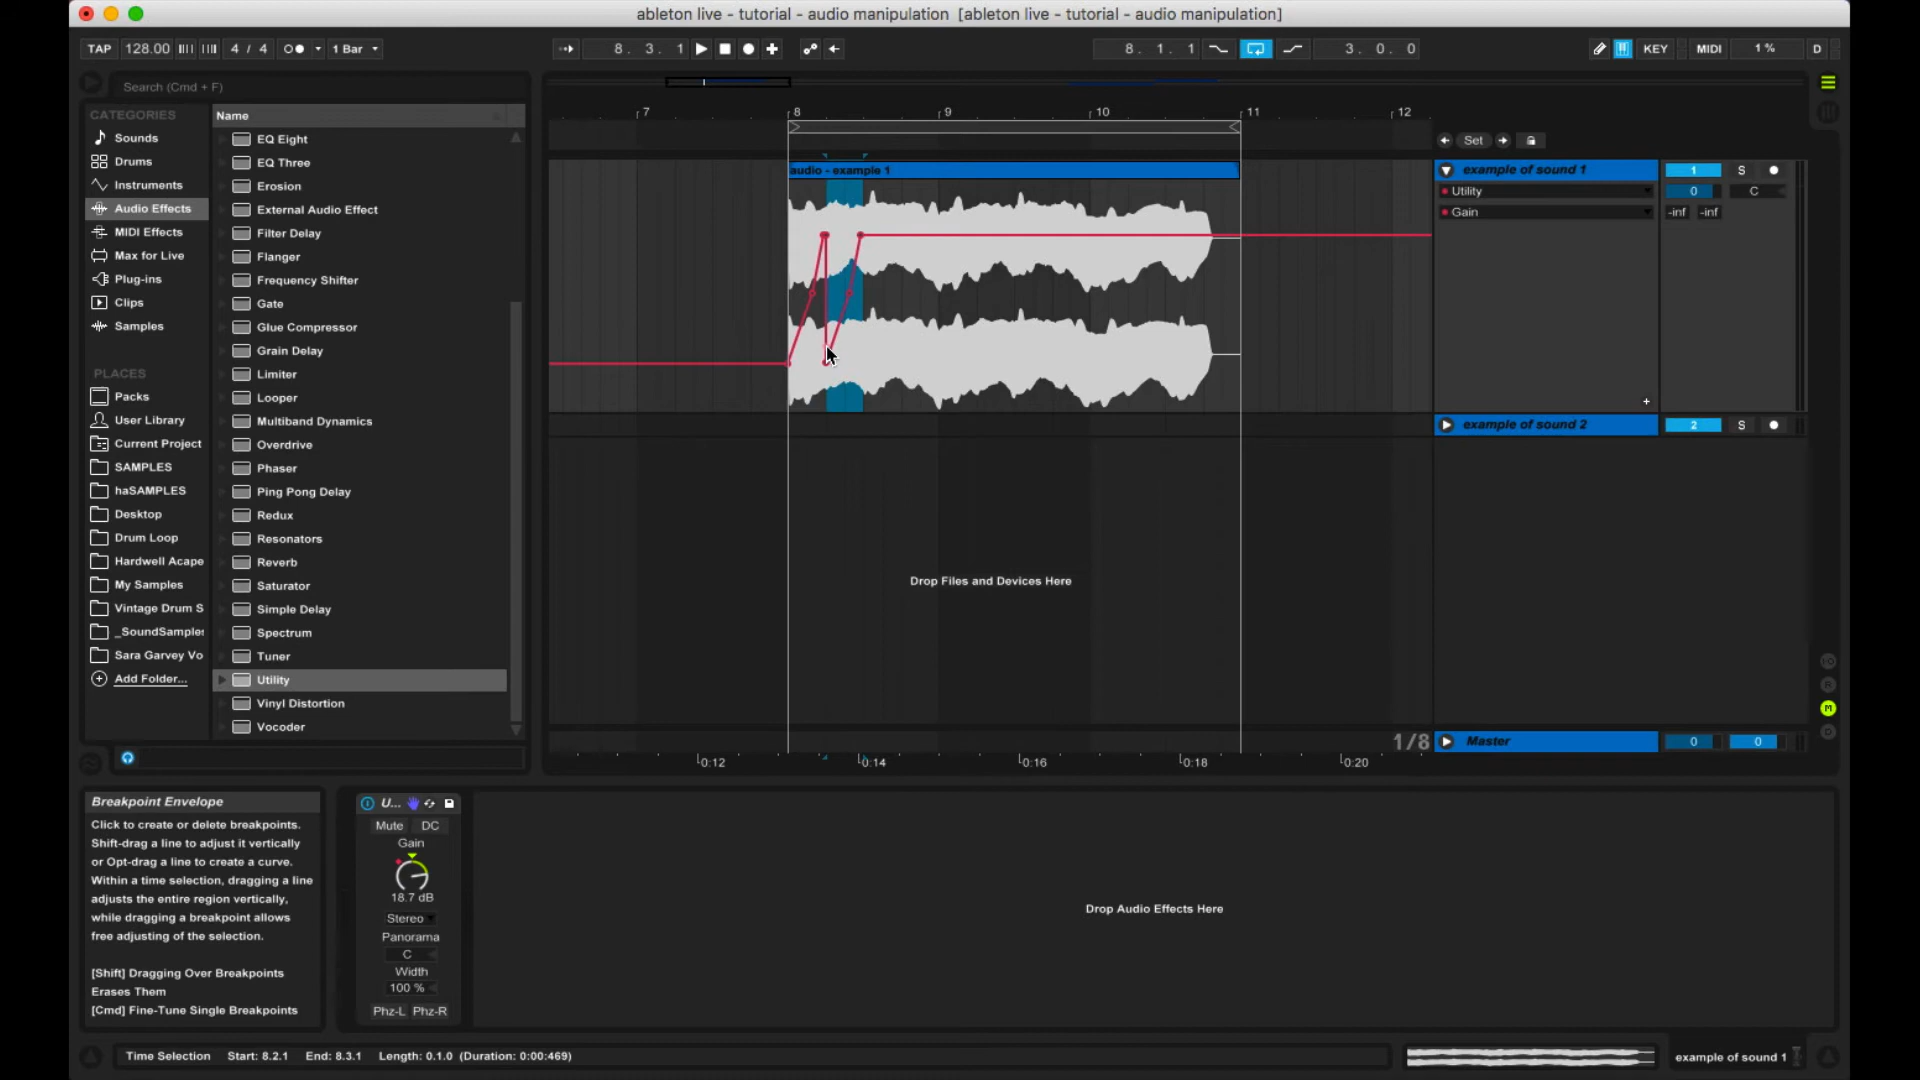 ableton live - tutorial - audio manipulation  [ableton live - tutorial - audio manipulation]
TAP 128.00 4 / 4 1 Bar 8. 3. 1 8. 1. 1 3. 0. 0 KEY MIDI 1 % D
Search (Cmd + F)
CATEGORIES
Sounds
Drums
Instruments
Audio Effects
MIDI Effects
Max for Live
Plug-ins
Clips
Samples
PLACES
Packs
User Library
Current Project
SAMPLES
haSAMPLES
Desktop
Drum Loop
Hardwell Acape
My Samples
Vintage Drum S
_SoundSamples
Sara Garvey Vo
Add Folder...
Name
EQ Eight
EQ Three
Erosion
External Audio Effect
Filter Delay
Flanger
Frequency Shifter
Gate
Glue Compressor
Grain Delay
Limiter
Looper
Multiband Dynamics
Overdrive
Phaser
Ping Pong Delay
Redux
Resonators
Reverb
Saturator
Simple Delay
Spectrum
Tuner
Utility
Vinyl Distortion
Vocoder
7 8 9 10 11 12
Set
audio - example 1
example of sound 1 1 S
Utility 0 C
Gain -inf -inf
example of sound 2 2 S
Drop Files and Devices Here
1/8 Master 0 0
0:12 0:14 0:16 0:18 0:20
Breakpoint Envelope
Click to create or delete breakpoints.
Shift-drag a line to adjust it vertically
or Opt-drag a line to create a curve.
Within a time selection, dragging a line
adjusts the entire region vertically,
while dragging a breakpoint allows
free adjusting of the selection.
[Shift] Dragging Over Breakpoints
Erases Them
[Cmd] Fine-Tune Single Breakpoints
U...
Mute DC
Gain
18.7 dB
Stereo
Panorama
C
Width
100 %
Phz-L Phz-R
Drop Audio Effects Here
Time Selection Start: 8.2.1 End: 8.3.1 Length: 0.1.0 (Duration: 0:00:469)
example of sound 1